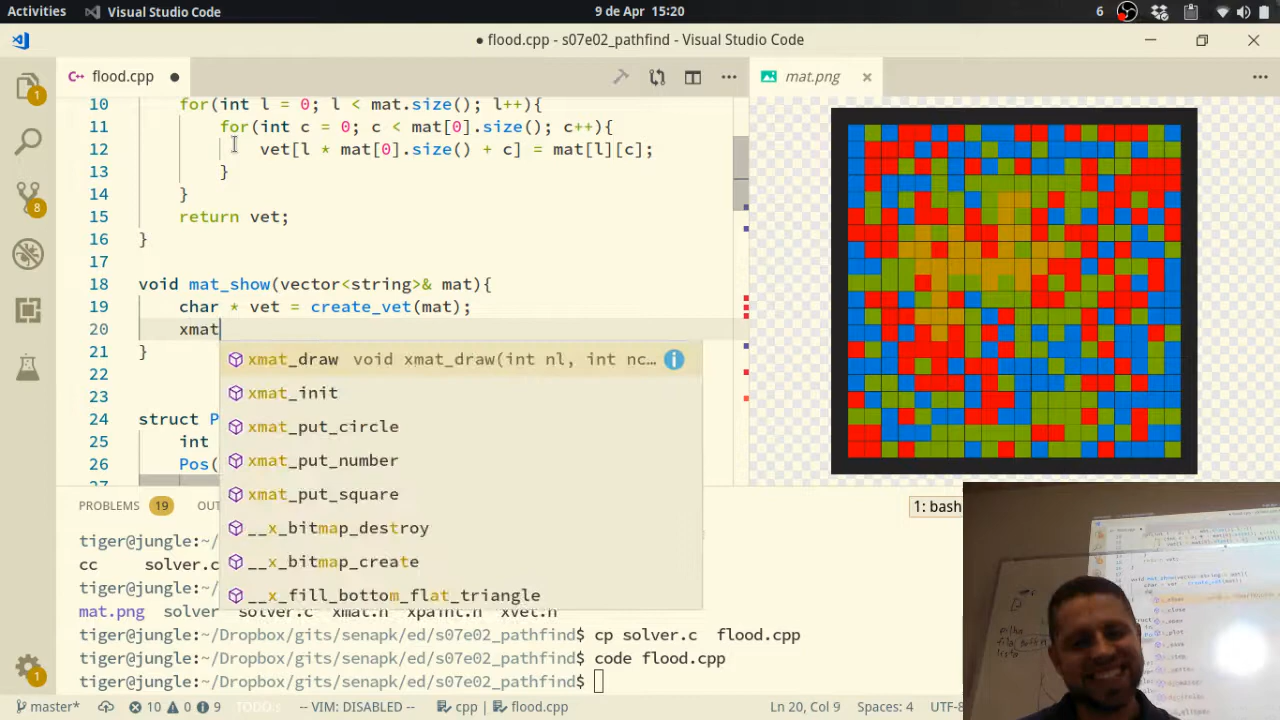 Activities Visual Studio Code 9 de Apr 15:20 6
● flood.cpp - s07e02_pathfind - Visual Studio Code
C++ flood.cpp ● mat.png ×
10 for(int l = 0; l < mat.size(); l++){
11 for(int c = 0; c < mat[0].size(); c++){
12 vet[l * mat[0].size() + c] = mat[l][c];
13 }
14 }
15 return vet;
16 }
17
18 void mat_show(vector<string>& mat){
19 char * vet = create_vet(mat);
20 xmat
21 }
22
23
24 struct P
25 int
26 Pos(
xmat_draw void xmat_draw(int nl, int nc…
xmat_init
xmat_put_circle
xmat_put_number
xmat_put_square
__x_bitmap_destroy
__x_bitmap_create
__x_fill_bottom_flat_triangle
1
8
1
PROBLEMS 19 OUT 1: bash
tiger@jungle:~/
cc solver.c
mat.png solver solver.c xmat.h xpaint.h xvet.h
tiger@jungle:~/Dropbox/gits/senapk/ed/s07e02_pathfind$ cp solver.c flood.cpp
tiger@jungle:~/Dropbox/gits/senapk/ed/s07e02_pathfind$ code flood.cpp
tiger@jungle:~/Dropbox/gits/senapk/ed/s07e02_pathfind$
master* 10 0 9 TODO:s -- VIM: DISABLED -- cpp | flood.cpp Ln 20, Col 9 Spaces: 4 UTF-8